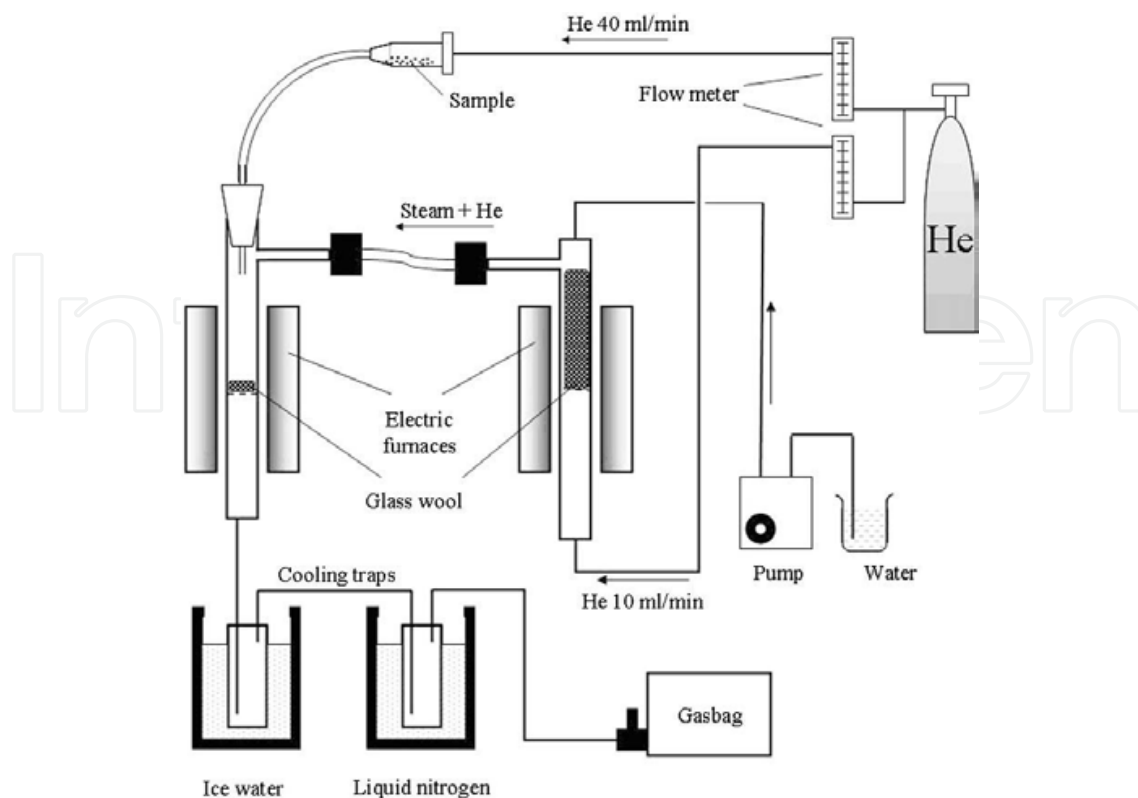 He 40 ml/min
Sample
Flow meter
Steam + He
He
Electric
furnaces
Glass wool
Cooling traps
He 10 ml/min
Pump
Water
Gasbag
Ice water
Liquid nitrogen